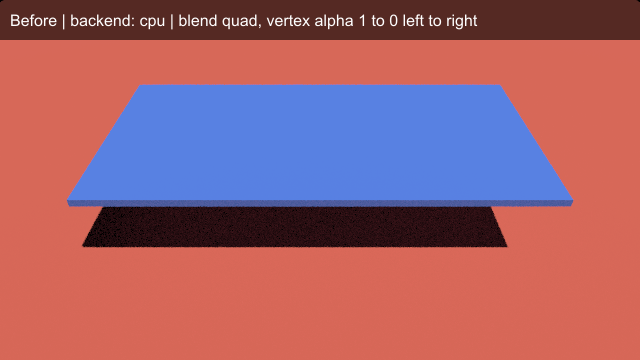 Before | backend: cpu | blend quad, vertex alpha 1 to 0 left to right